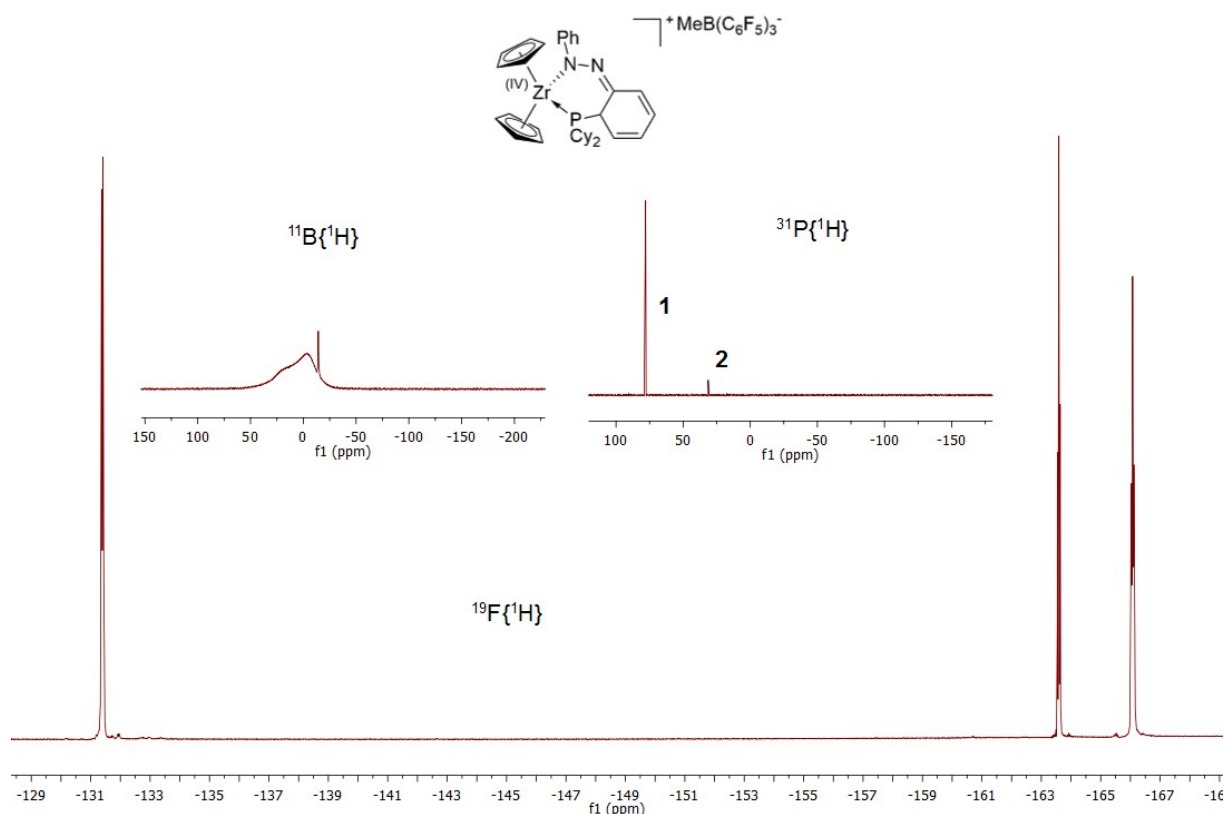 ⌉+ MeB(C₆F₅)₃⁻
Ph
N–N
(IV)
Zr
P
Cy₂
¹¹B{¹H}
³¹P{¹H}
1
2
150 100 50 0 -50 -100 -150 -200
f1 (ppm)
100 50 0 -50 -100 -150
f1 (ppm)
¹⁹F{¹H}
-129 -131 -133 -135 -137 -139 -141 -143 -145 -147 -149 -151 -153 -155 -157 -159 -161 -163 -165 -167 -16
f1 (ppm)